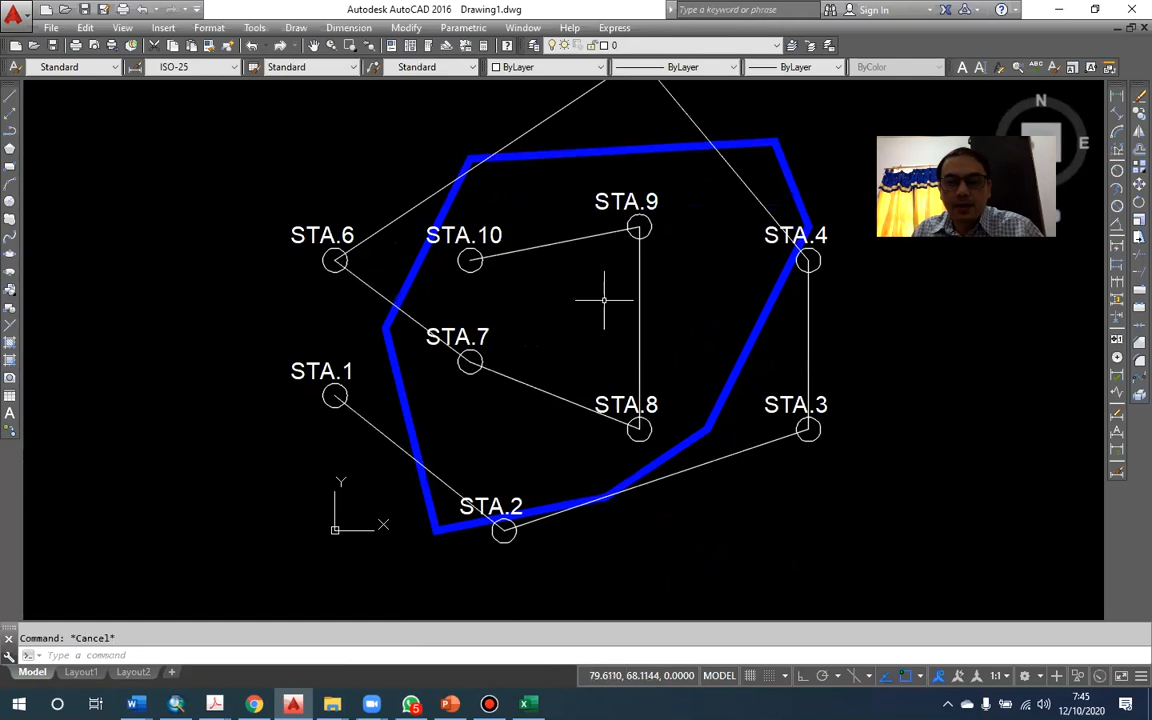 Autodesk AutoCAD Drawing1.dwg
Type a keyword or phrase
Sign In
File Edit View Insert Format Tools Draw Dimension Modify Parametric Window Help Express
0
Standard ISO-25 Standard Standard ByLayer ByLayer ByLayer ByColor
N
E
STA.9
STA.6 STA.10 STA.4
STA.7
STA.1
STA.8 STA.3
STA.2
Y
X
Command: *Cancel*
Type a command
Model Layout1 Layout2 +
79.6110, 68.1144, 0.0000 MODEL 1:1
5
7:45
12/10/2020